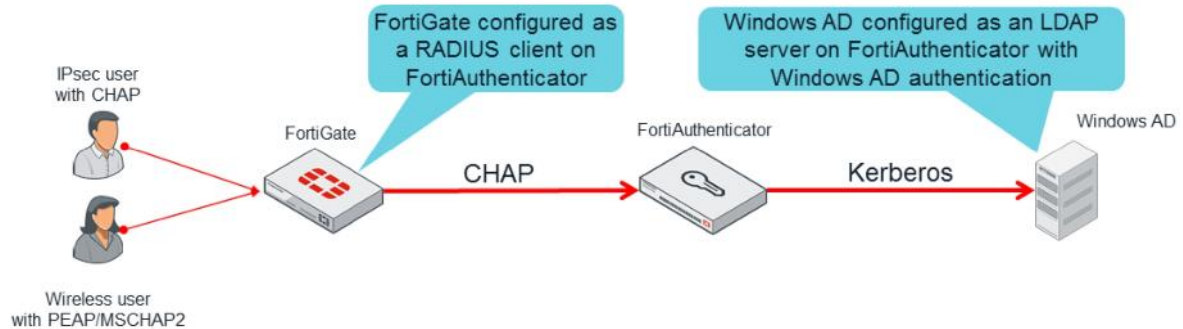 FortiGate configured as
a RADIUS client on
FortiAuthenticator
Windows AD configured as an LDAP
server on FortiAuthenticator with
Windows AD authentication
IPsec user
with CHAP
FortiGate
FortiAuthenticator
Windows AD
CHAP
Kerberos
Wireless user
with PEAP/MSCHAP2